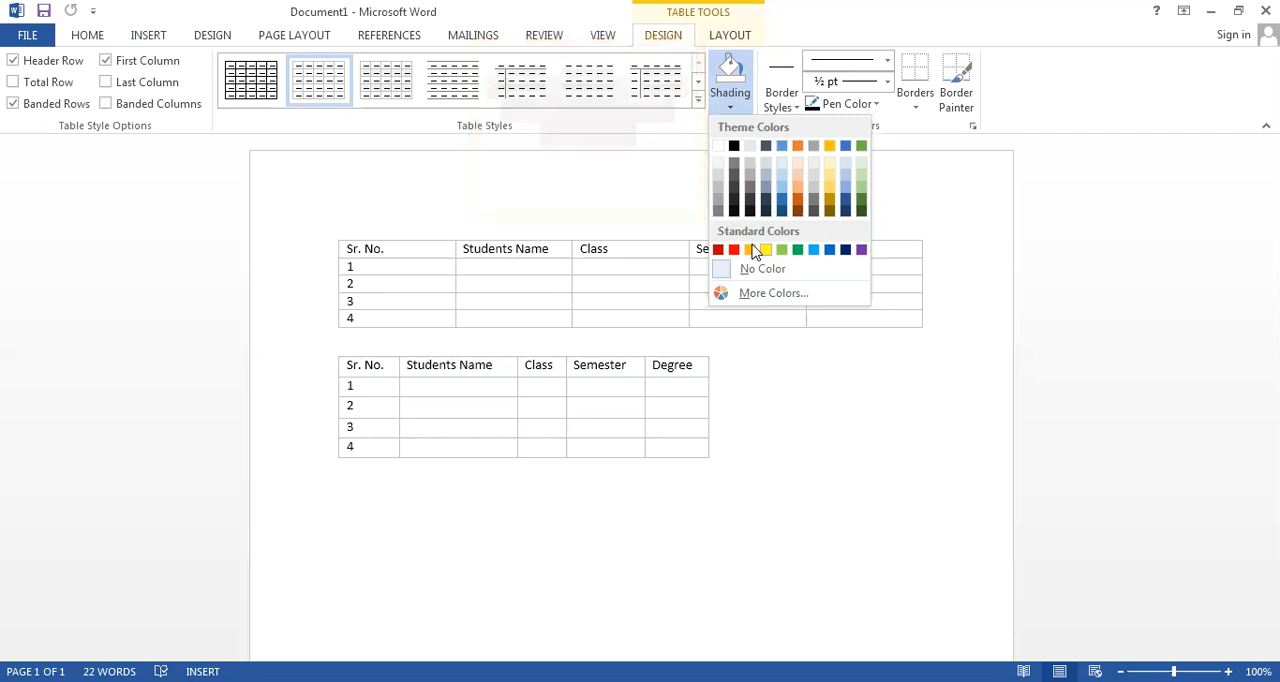 Document1 - Microsoft Word
TABLE TOOLS
?
FILE HOME INSERT DESIGN PAGE LAYOUT REFERENCES MAILINGS REVIEW VIEW DESIGN LAYOUT Sign in
Header Row First Column
Total Row Last Column
Banded Rows Banded Columns
Table Style Options
Table Styles
Shading
Border Styles
½ pt
Pen Color
Borders
Border Painter
rs
Theme Colors
Standard Colors
No Color
More Colors...
Sr. No. Students Name Class Se
1
2
3
4
Sr. No. Students Name Class Semester Degree
1
2
3
4
PAGE 1 OF 1 22 WORDS INSERT 100%